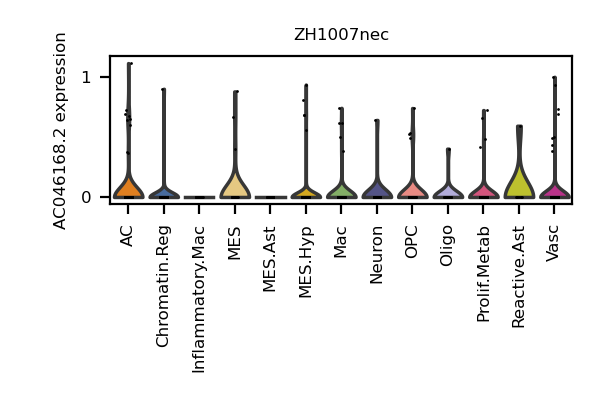 ZH1007nec
AC046168.2 expression
1
0
AC
Chromatin.Reg
Inflammatory.Mac
MES
MES.Ast
MES.Hyp
Mac
Neuron
OPC
Oligo
Prolif.Metab
Reactive.Ast
Vasc